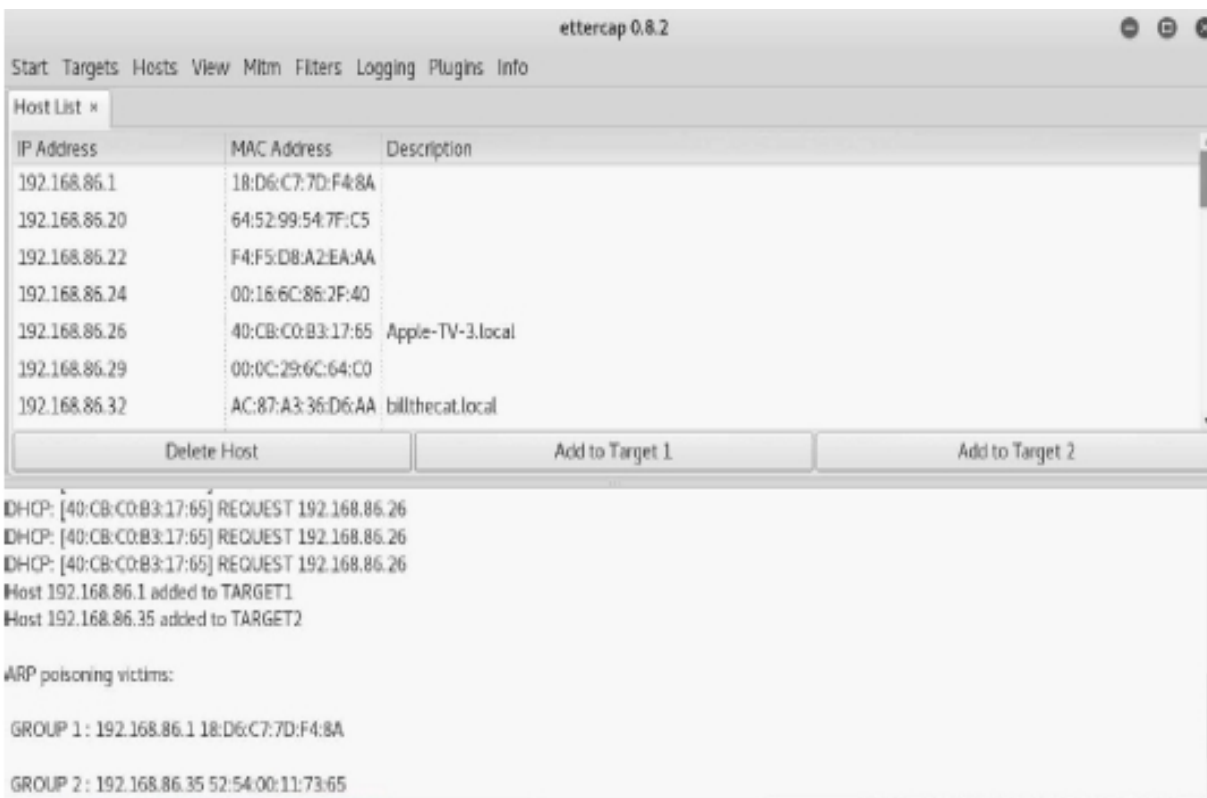 ettercap 0.8.2
Start Targets Hosts View Mitm Filters Logging Plugins Info
Host List ×
IP Address MAC Address Description
192.168.86.1 18:D6:C7:7D:F4:8A
192.168.86.20 64:52:99:54:7F:C5
192.168.86.22 F4:F5:D8:A2:EA:AA
192.168.86.24 00:16:6C:86:2F:40
192.168.86.26 40:CB:C0:B3:17:65 Apple-TV-3.local
192.168.86.29 00:0C:29:6C:64:C0
192.168.86.32 AC:87:A3:36:D6:AA billthecat.local
Delete Host Add to Target 1 Add to Target 2
DHCP: [40:CB:C0:B3:17:65] REQUEST 192.168.86.26
DHCP: [40:CB:C0:B3:17:65] REQUEST 192.168.86.26
DHCP: [40:CB:C0:B3:17:65] REQUEST 192.168.86.26
Host 192.168.86.1 added to TARGET1
Host 192.168.86.35 added to TARGET2
ARP poisoning victims:
GROUP 1 : 192.168.86.1 18:D6:C7:7D:F4:8A
GROUP 2 : 192.168.86.35 52:54:00:11:73:65